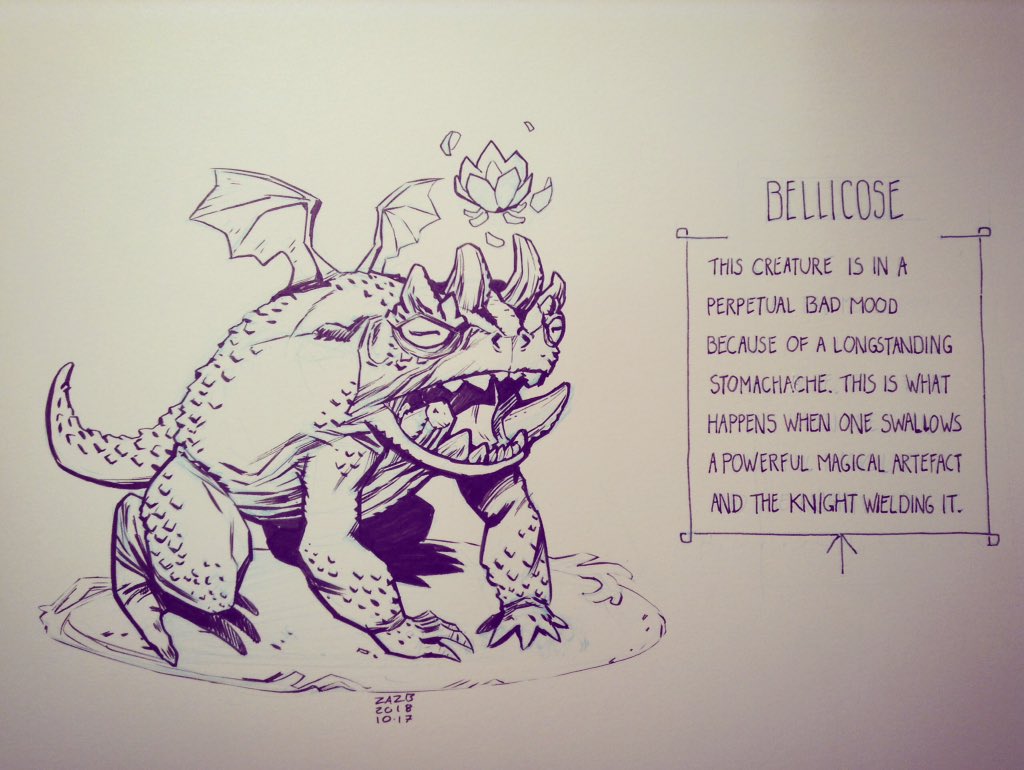 BELLICOSE
THIS CREATURE IS IN A
PERPETUAL BAD MOOD
BECAUSE OF A LONGSTANDING
STOMACHACHE. THIS IS WHAT
HAPPENS WHEN ONE SWALLOWS
A POWERFUL MAGICAL ARTEFACT
AND THE KNIGHT WIELDING IT.
ZAZB
2018
10.17